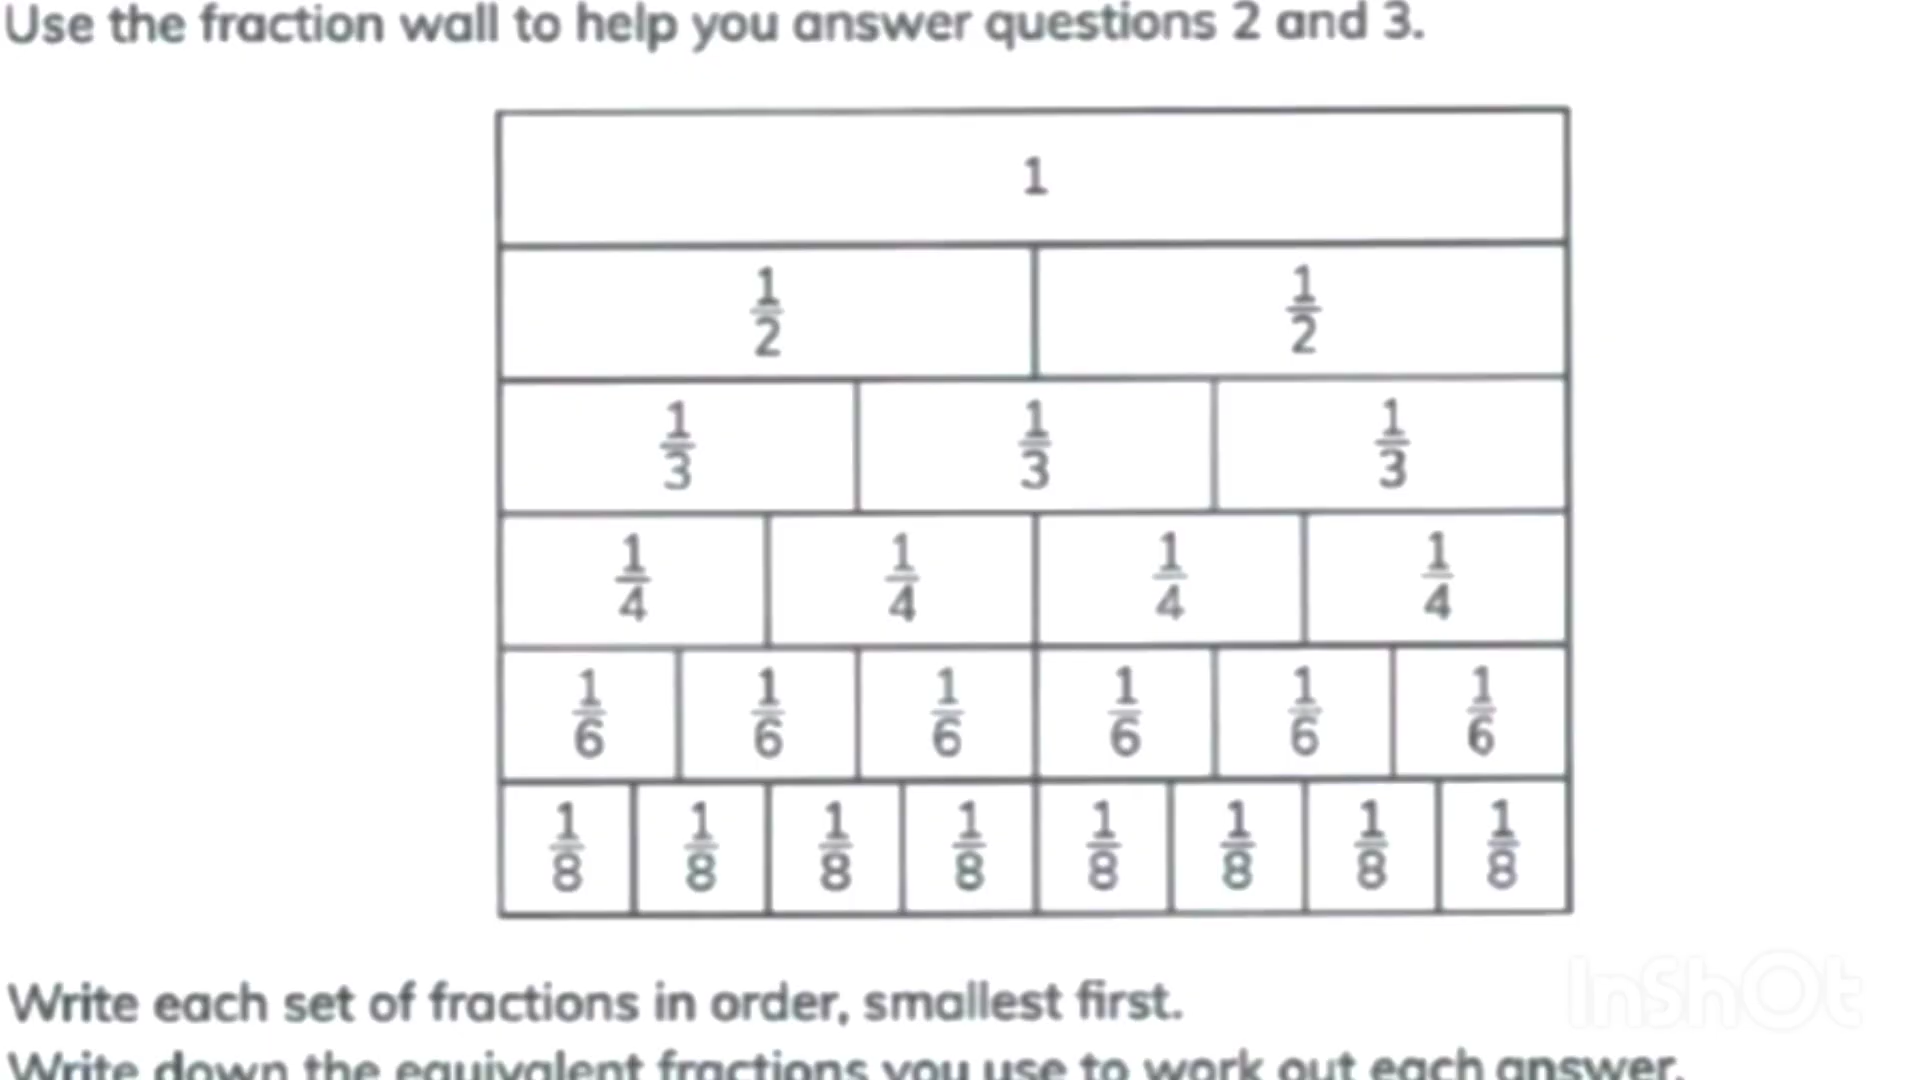 Use the fraction wall to help you answer questions 2 and 3.
1
1/2 1/2
1/3 1/3 1/3
1/4 1/4 1/4 1/4
1/6 1/6 1/6 1/6 1/6 1/6
1/8 1/8 1/8 1/8 1/8 1/8 1/8 1/8
Write each set of fractions in order, smallest first.
Write down the equivalent fractions you use to work out each answer.
InShOt